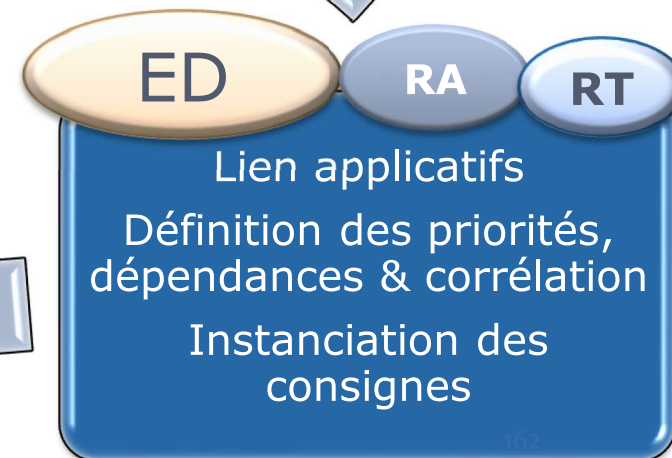 ED RA RT
Lien applicatifs
Définition des priorités,
dépendances & corrélation
Instanciation des
consignes
162